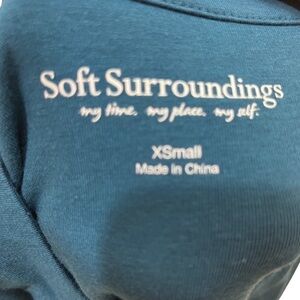 Soft Surroundings
my time. my place. my self.
XSmall
Made in China